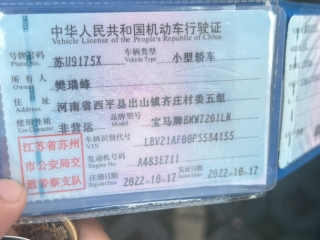 中华人民共和国机动车行驶证
Vehicle License of the People's Republic of China
号牌号码 Plate No. 苏U9175X 车辆类型 Vehicle Type 小型轿车
所有人 Owner 樊瑞峰
住址 Address 河南省西平县出山镇齐庄村委五组
使用性质 Use Character 非营运 品牌型号 Model 宝马牌BMW7201LN
车辆识别代号 VIN LBV21AF00PS584155
发动机号码 Engine No. A483E711
注册日期 Register Date 2022-10-17 发证日期 Issue Date 2022-10-17
江苏省苏州
市公安局交
通警察支队